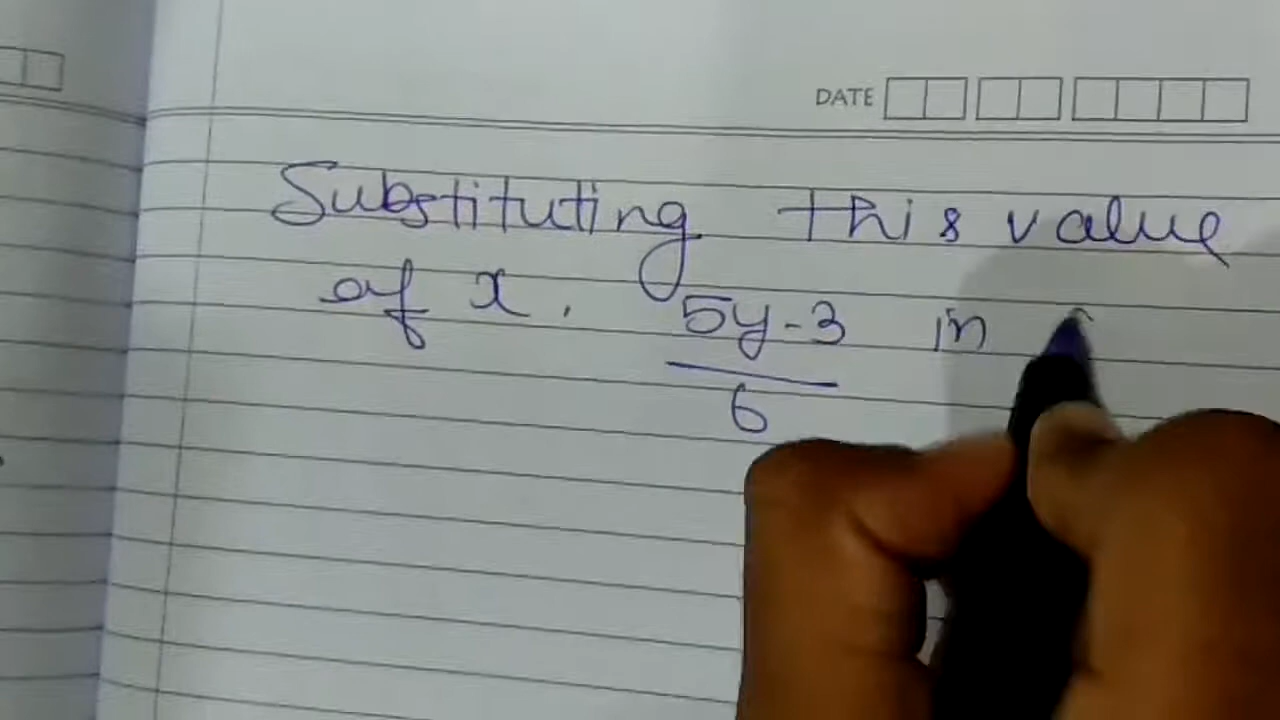 DATE
Substituting this value
of x. 5y-3 in
6